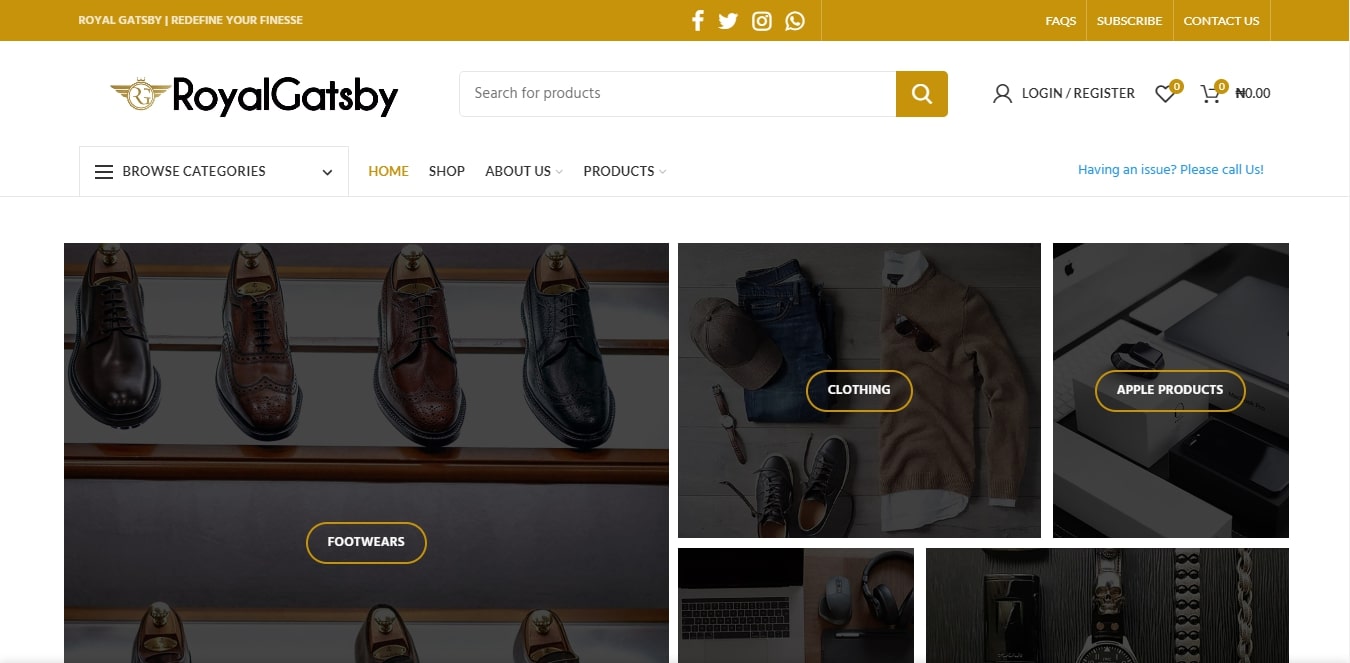 ROYAL GATSBY | REDEFINE YOUR FINESSE
FAQS
SUBSCRIBE
CONTACT US
RG RoyalGatsby
Search for products
LOGIN / REGISTER
0
0
₦0.00
BROWSE CATEGORIES
HOME
SHOP
ABOUT US
PRODUCTS
Having an issue? Please call Us!
CLOTHING
APPLE PRODUCTS
FOOTWEARS